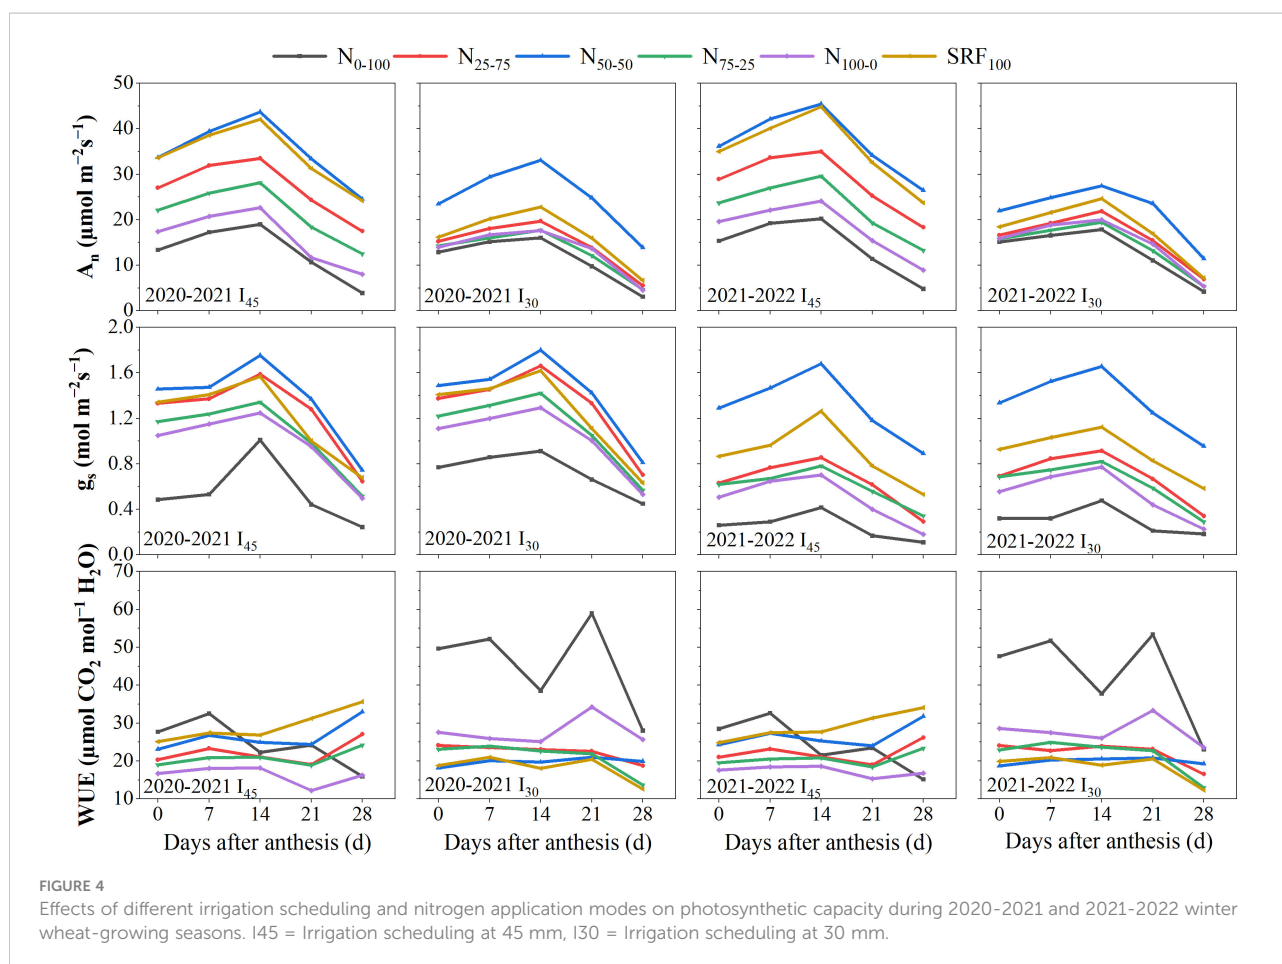 N0-100 N25-75 N50-50 N75-25 N100-0 SRF100
An (µmol m−2s−1)
50
40
30
20
10
0
2020-2021 I45
2020-2021 I30
2021-2022 I45
2021-2022 I30
gs (mol m−2s−1)
2.0
1.6
1.2
0.8
0.4
0.0
2020-2021 I45
2020-2021 I30
2021-2022 I45
2021-2022 I30
WUE (µmol CO2 mol−1 H2O)
70
60
50
40
30
20
10
2020-2021 I45
2020-2021 I30
2021-2022 I45
2021-2022 I30
0 7 14 21 28
0 7 14 21 28
0 7 14 21 28
0 7 14 21 28
Days after anthesis (d)
Days after anthesis (d)
Days after anthesis (d)
Days after anthesis (d)
FIGURE 4
Effects of different irrigation scheduling and nitrogen application modes on photosynthetic capacity during 2020-2021 and 2021-2022 winter
wheat-growing seasons. I45 = Irrigation scheduling at 45 mm, I30 = Irrigation scheduling at 30 mm.